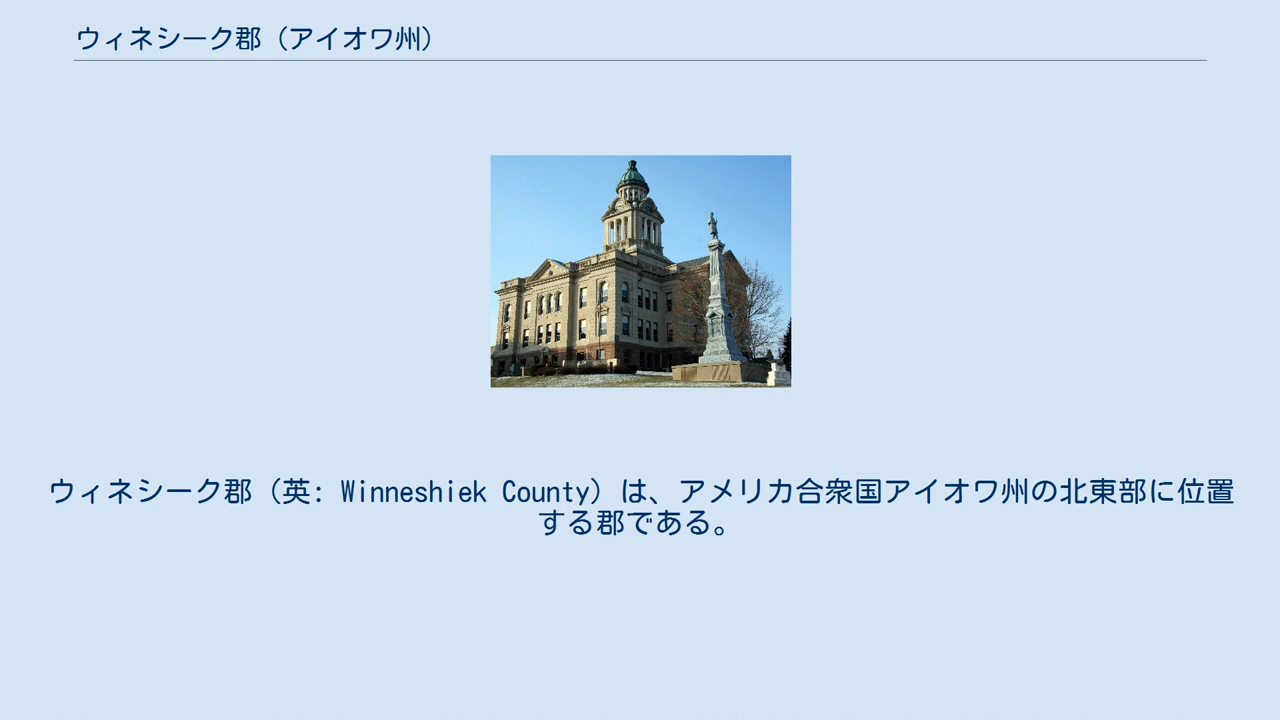 ウィネシーク郡（アイオワ州）
ウィネシーク郡（英: Winneshiek County）は、アメリカ合衆国アイオワ州の北東部に位置
する郡である。